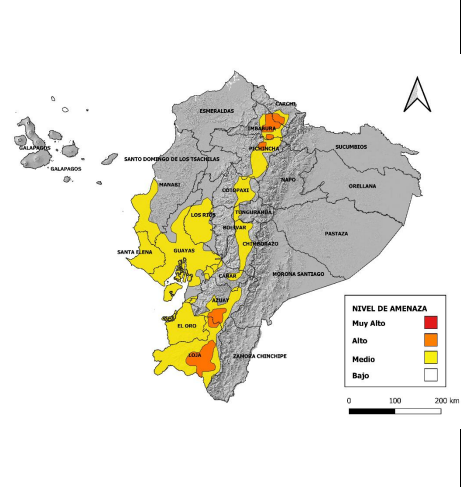 CARCHI
ESMERALDAS
IMBABURA
GALAPAGOS
SUCUMBIOS
PICHINCHA
SANTO DOMINGO DE LOS TSACHILAS
GALAPAGOS
NAPO
MANABI
ORELLANA
COTOPAXI
LOS RIOS
TUNGURAHUA
BOLIVAR
PASTAZA
CHIMBORAZO
SANTA ELENA
GUAYAS
MORONA SANTIAGO
CAÑAR
AZUAY
EL ORO
LOJA
ZAMORA CHINCHIPE
NIVEL DE AMENAZA
Muy Alto
Alto
Medio
Bajo
0 100 200 km